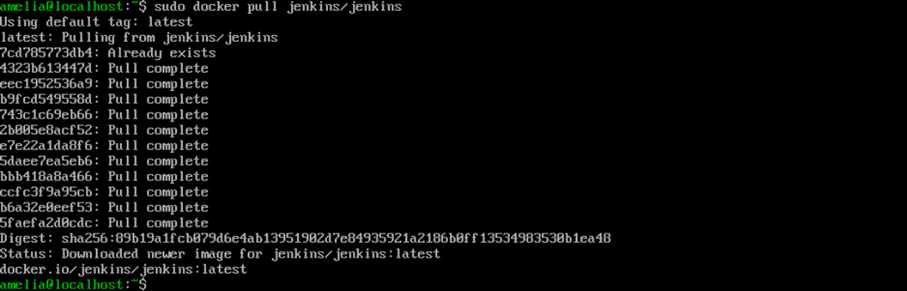 amelia@localhost:~$ sudo docker pull jenkins/jenkins
Using default tag: latest
latest: Pulling from jenkins/jenkins
7cd785773db4: Already exists
4323b613447d: Pull complete
eec1952536a9: Pull complete
b9fcd549558d: Pull complete
743c1c69eb66: Pull complete
2b005e8acf52: Pull complete
e7e22a1da8f6: Pull complete
5daee7ea5eb6: Pull complete
bbb418a8a466: Pull complete
ccfc3f9a95cb: Pull complete
b6a32e0eef53: Pull complete
5faefa2d0cdc: Pull complete
Digest: sha256:89b19a1fcb079d6e4ab13951902d7e84935921a2186b0ff13534983530b1ea48
Status: Downloaded newer image for jenkins/jenkins:latest
docker.io/jenkins/jenkins:latest
amelia@localhost:~$